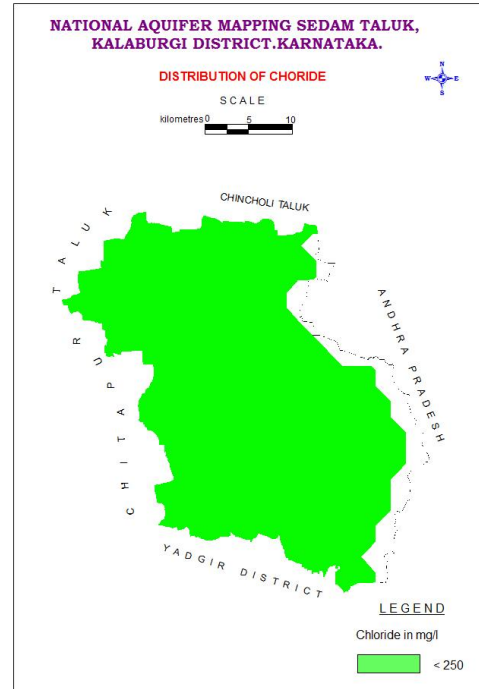 NATIONAL AQUIFER MAPPING SEDAM TALUK,
KALABURGI DISTRICT.KARNATAKA.
DISTRIBUTION OF CHORIDE
N
W E
S
SCALE
kilometres 0 5 10
CHINCHOLI TALUK
CHITAPUR TALUK
ANDHRA PRADESH
YADGIR DISTRICT
LEGEND
Chloride in mg/l
< 250